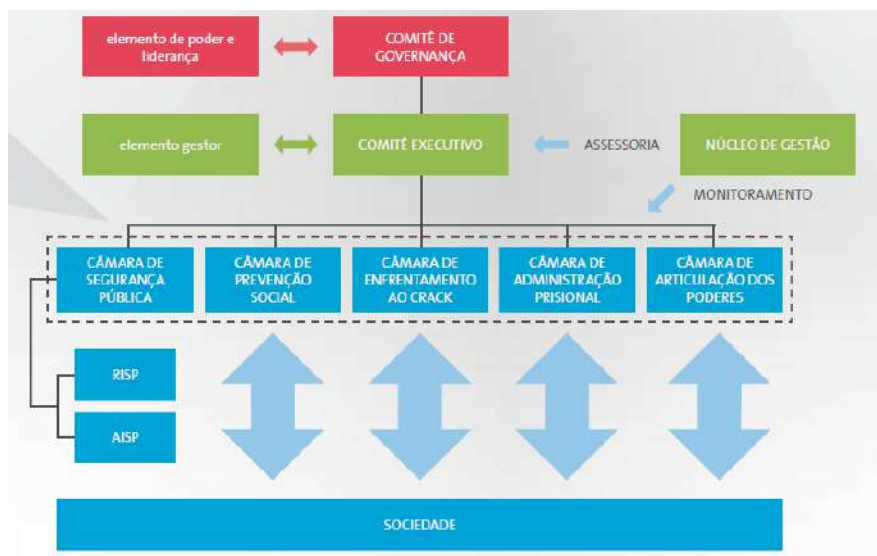 elemento de poder e
liderança
COMITÊ DE
GOVERNANÇA
elemento gestor
COMITÊ EXECUTIVO
ASSESSORIA
NÚCLEO DE GESTÃO
MONITORAMENTO
CÂMARA DE
SEGURANÇA
PÚBLICA
CÂMARA DE
PREVENÇÃO
SOCIAL
CÂMARA DE
ENFRENTAMENTO
AO CRACK
CÂMARA DE
ADMINISTRAÇÃO
PRISIONAL
CÂMARA DE
ARTICULAÇÃO DOS
PODERES
RISP
AISP
SOCIEDADE